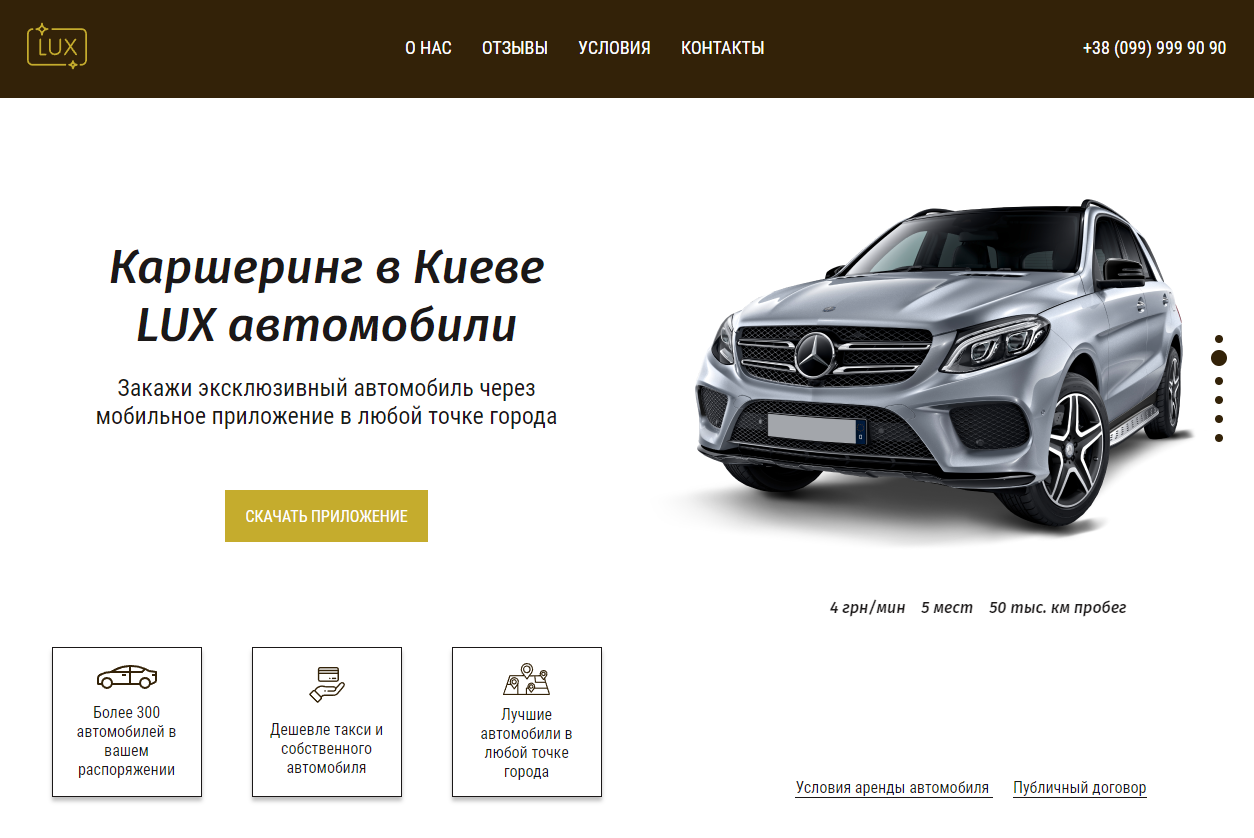 LUX
О НАС ОТЗЫВЫ УСЛОВИЯ КОНТАКТЫ
+38 (099) 999 90 90
Каршеринг в Киеве
LUX автомобили
Закажи эксклюзивный автомобиль через
мобильное приложение в любой точке города
СКАЧАТЬ ПРИЛОЖЕНИЕ
4 грн/мин 5 мест 50 тыс. км пробег
Более 300
автомобилей в
вашем
распоряжении
Дешевле такси и
собственного
автомобиля
Лучшие
автомобили в
любой точке
города
Условия аренды автомобиля
Публичный договор